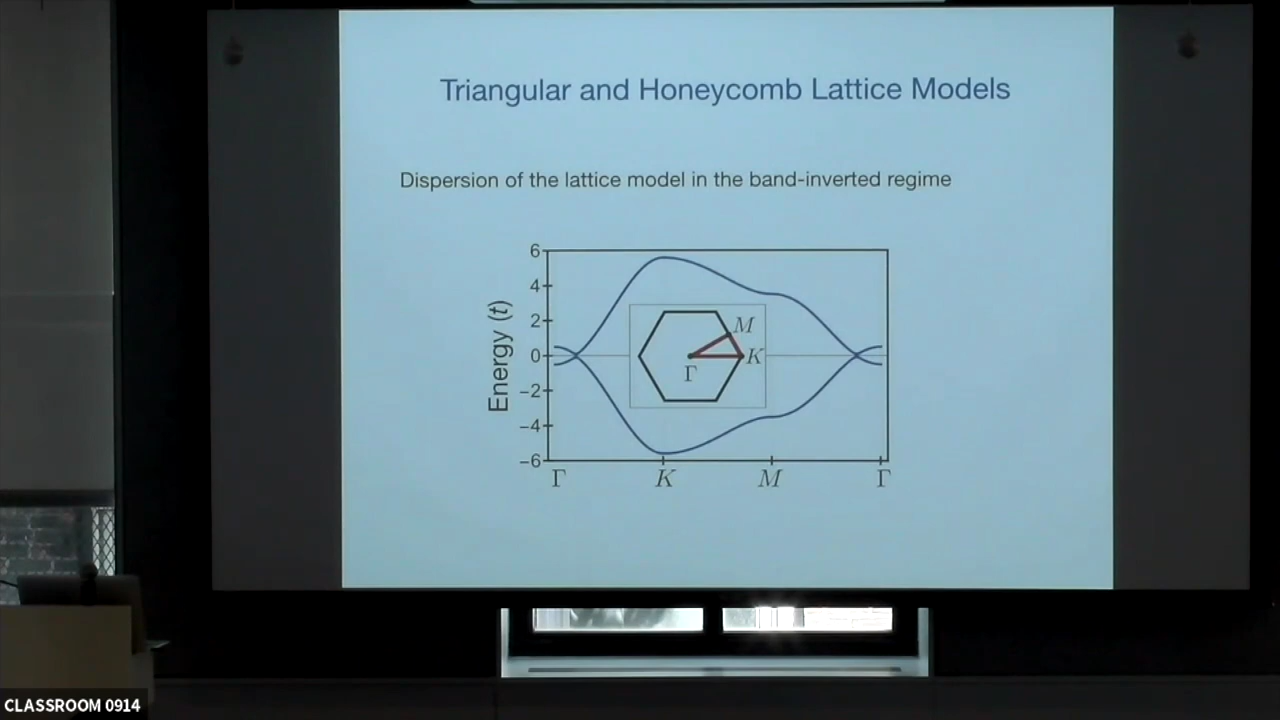 Triangular and Honeycomb Lattice Models
Dispersion of the lattice model in the band-inverted regime
Energy (t)
6
4
2
0
−2
−4
−6
M
K
Γ
Γ K M Γ
CLASSROOM 0914